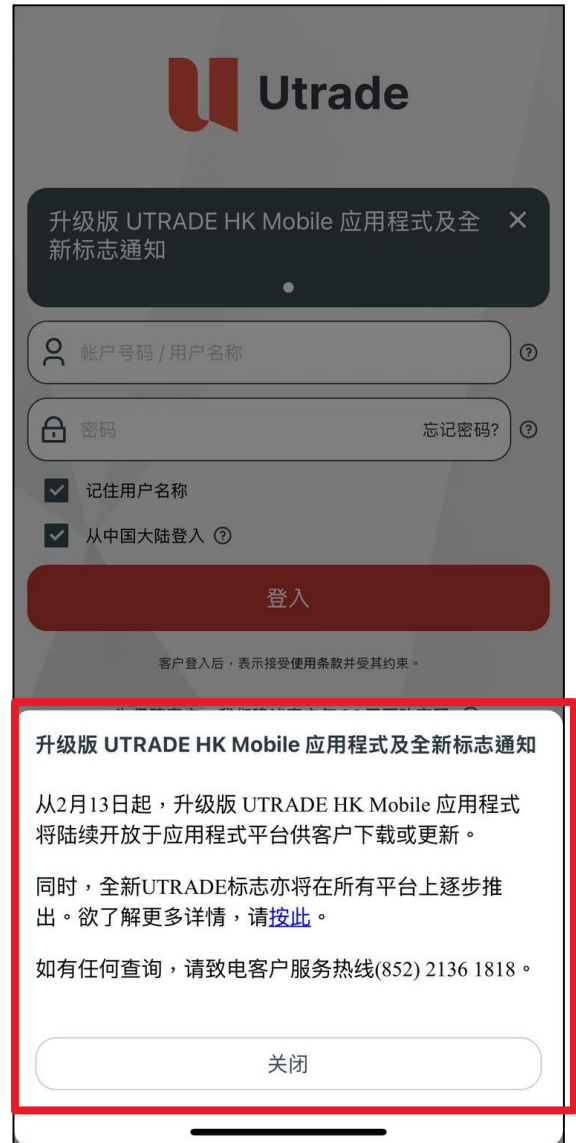 Utrade
升级版 UTRADE HK Mobile 应用程式及全
新标志通知
帐户号码 / 用户名称
密码
忘记密码?
记住用户名称
从中国大陆登入
登入
客户登入后，表示接受使用条款并受其约束。
升级版 UTRADE HK Mobile 应用程式及全新标志通知
从2月13日起，升级版 UTRADE HK Mobile 应用程式
将陆续开放于应用程式平台供客户下载或更新。
同时，全新UTRADE标志亦将在所有平台上逐步推
出。欲了解更多详情，请按此。
如有任何查询，请致电客户服务热线(852) 2136 1818。
关闭